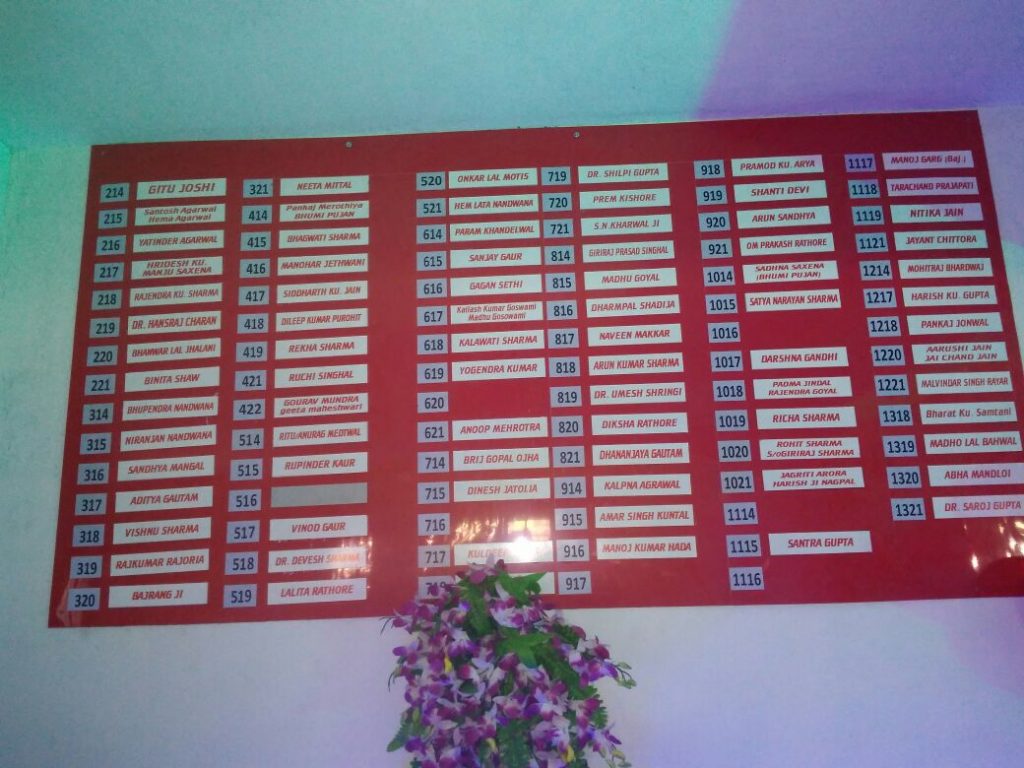 214 GITU JOSHI
215 Santosh Agarwal
Hema Agarwal
216 YATINDER AGARWAL
217 HRIDESH KU.
MANJU SAXENA
218 RAJENDRA KU. SHARMA
219 DR. HANSRAJ CHARAN
220 BHANWAR LAL JHALANI
221 BINITA SHAW
314 BHUPENDRA NANDWANA
315 NIRANJAN NANDWANA
316 SANDHYA MANGAL
317 ADITYA GAUTAM
318 VISHNU SHARMA
319 RAJKUMAR RAJORIA
320 BAJRANG JI
321 NEETA MITTAL
414 Pankaj Merothiya
BHUMI PUJAN
415 BHAGWATI SHARMA
416 MANOHAR JETHWANI
417 SIDDHARTH KU. JAIN
418 DILEEP KUMAR PUROHIT
419 REKHA SHARMA
421 RUCHI SINGHAL
422 GOURAV MUNDRA
geeta maheshwari
514 RITU/ANURAG MEDTWAL
515 RUPINDER KAUR
516
517 VINOD GAUR
518 DR. DEVESH SHARMA
519 LALITA RATHORE
520 ONKAR LAL MOTIS
521 HEM LATA NANDWANA
614 PARAM KHANDELWAL
615 SANJAY GAUR
616 GAGAN SETHI
617 Kailash Kumar Goswami
Madhu Gosowami
618 KALAWATI SHARMA
619 YOGENDRA KUMAR
620
621 ANOOP MEHROTRA
714 BRIJ GOPAL OJHA
715 DINESH JATOLIA
716
717
719 DR. SHILPI GUPTA
720 PREM KISHORE
721 S.N.KHARWAL JI
814 GIRIRAJ PRASAD SINGHAL
815 MADHU GOYAL
816 DHARMPAL SHADIJA
817 NAVEEN MAKKAR
818 ARUN KUMAR SHARMA
819 DR. UMESH SHRINGI
820 DIKSHA RATHORE
821 DHANANJAYA GAUTAM
914 KALPNA AGRAWAL
915 AMAR SINGH KUNTAL
916 MANOJ KUMAR HADA
917
918 PRAMOD KU. ARYA
919 SHANTI DEVI
920 ARUN SANDHYA
921 OM PRAKASH RATHORE
1014 SADHNA SAXENA
(BHUMI PUJAN)
1015 SATYA NARAYAN SHARMA
1016
1017 DARSHNA GANDHI
1018 PADMA JINDAL
RAJENDRA GOYAL
1019 RICHA SHARMA
1020 ROHIT SHARMA
S/oGIRIRAJ SHARMA
1021 JAGRITI ARORA
HARISH JI NAGPAL
1114
1115 SANTRA GUPTA
1116
1117 MANOJ GARG (Baj.)
1118 TARACHAND PRAJAPATI
1119 NITIKA JAIN
1121 JAYANT CHITTORA
1214 MOHITRAJ BHARDWAJ
1217 HARISH KU. GUPTA
1218 PANKAJ JONWAL
1220 AARUSHI JAIN
JAI CHAND JAIN
1221 MALVINDAR SINGH RAYAR
1318 Bharat Ku. Samtani
1319 MADHO LAL BAHWAL
1320 ABHA MANDLOI
1321 DR. SAROJ GUPTA